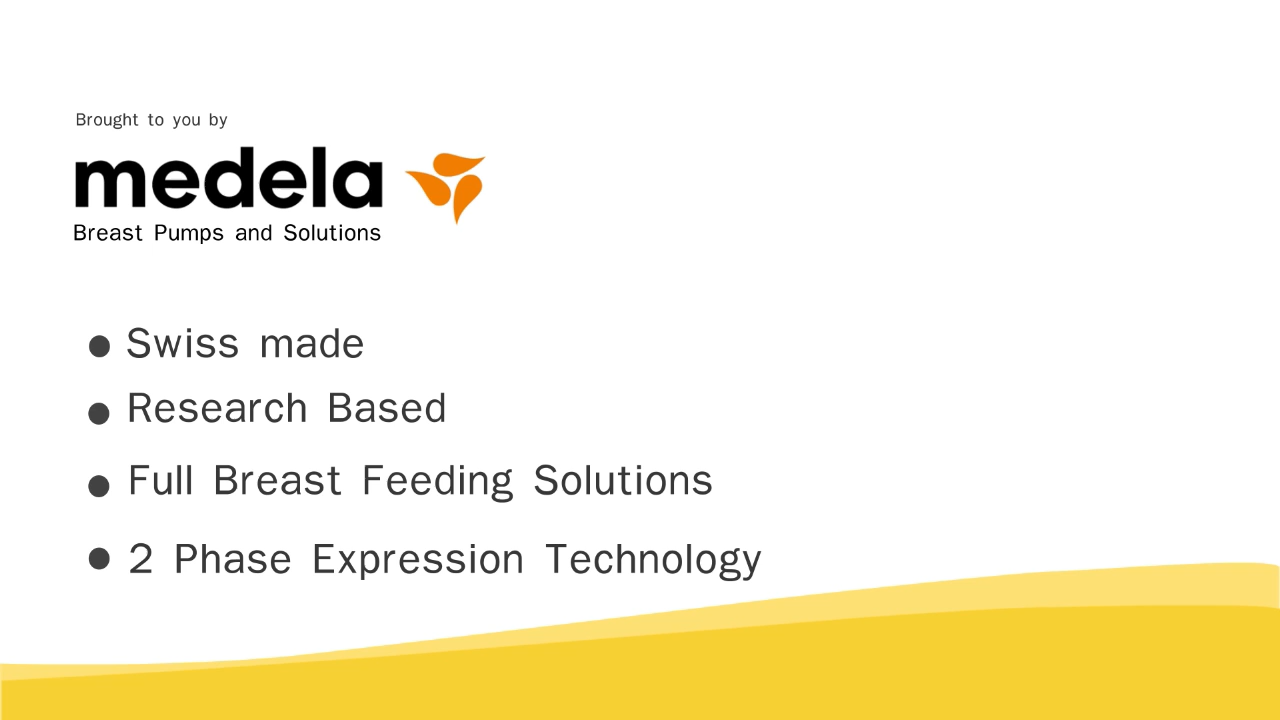 Brought to you by
medela
Breast Pumps and Solutions
Swiss made
Research Based
Full Breast Feeding Solutions
2 Phase Expression Technology